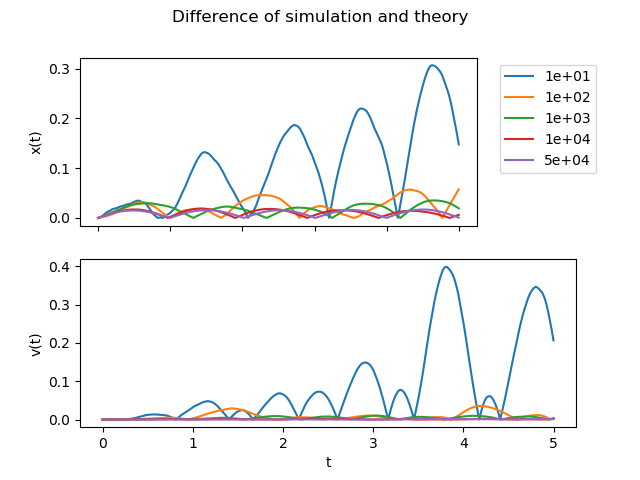 Difference of simulation and theory
x(t)
0.3
0.2
0.1
0.0
1e+01
1e+02
1e+03
1e+04
5e+04
v(t)
0.4
0.3
0.2
0.1
0.0
0 1 2 3 4 5
t